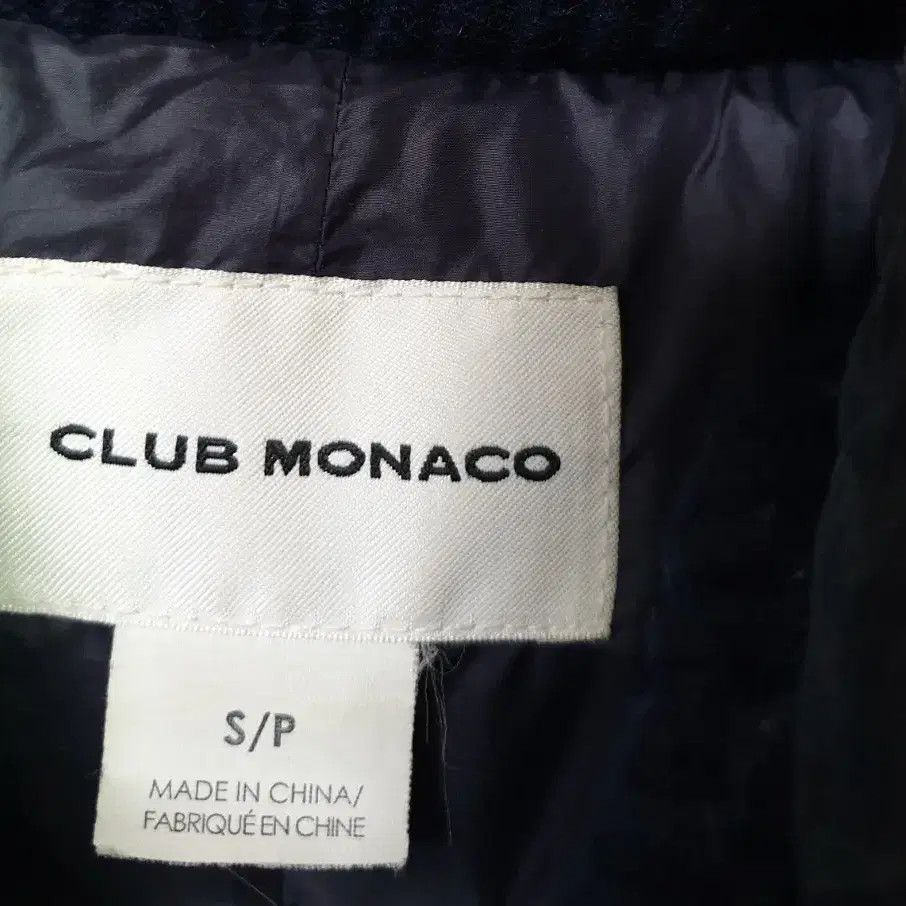 CLUB MONACO
S/P
MADE IN CHINA/
FABRIQUÉ EN CHINE